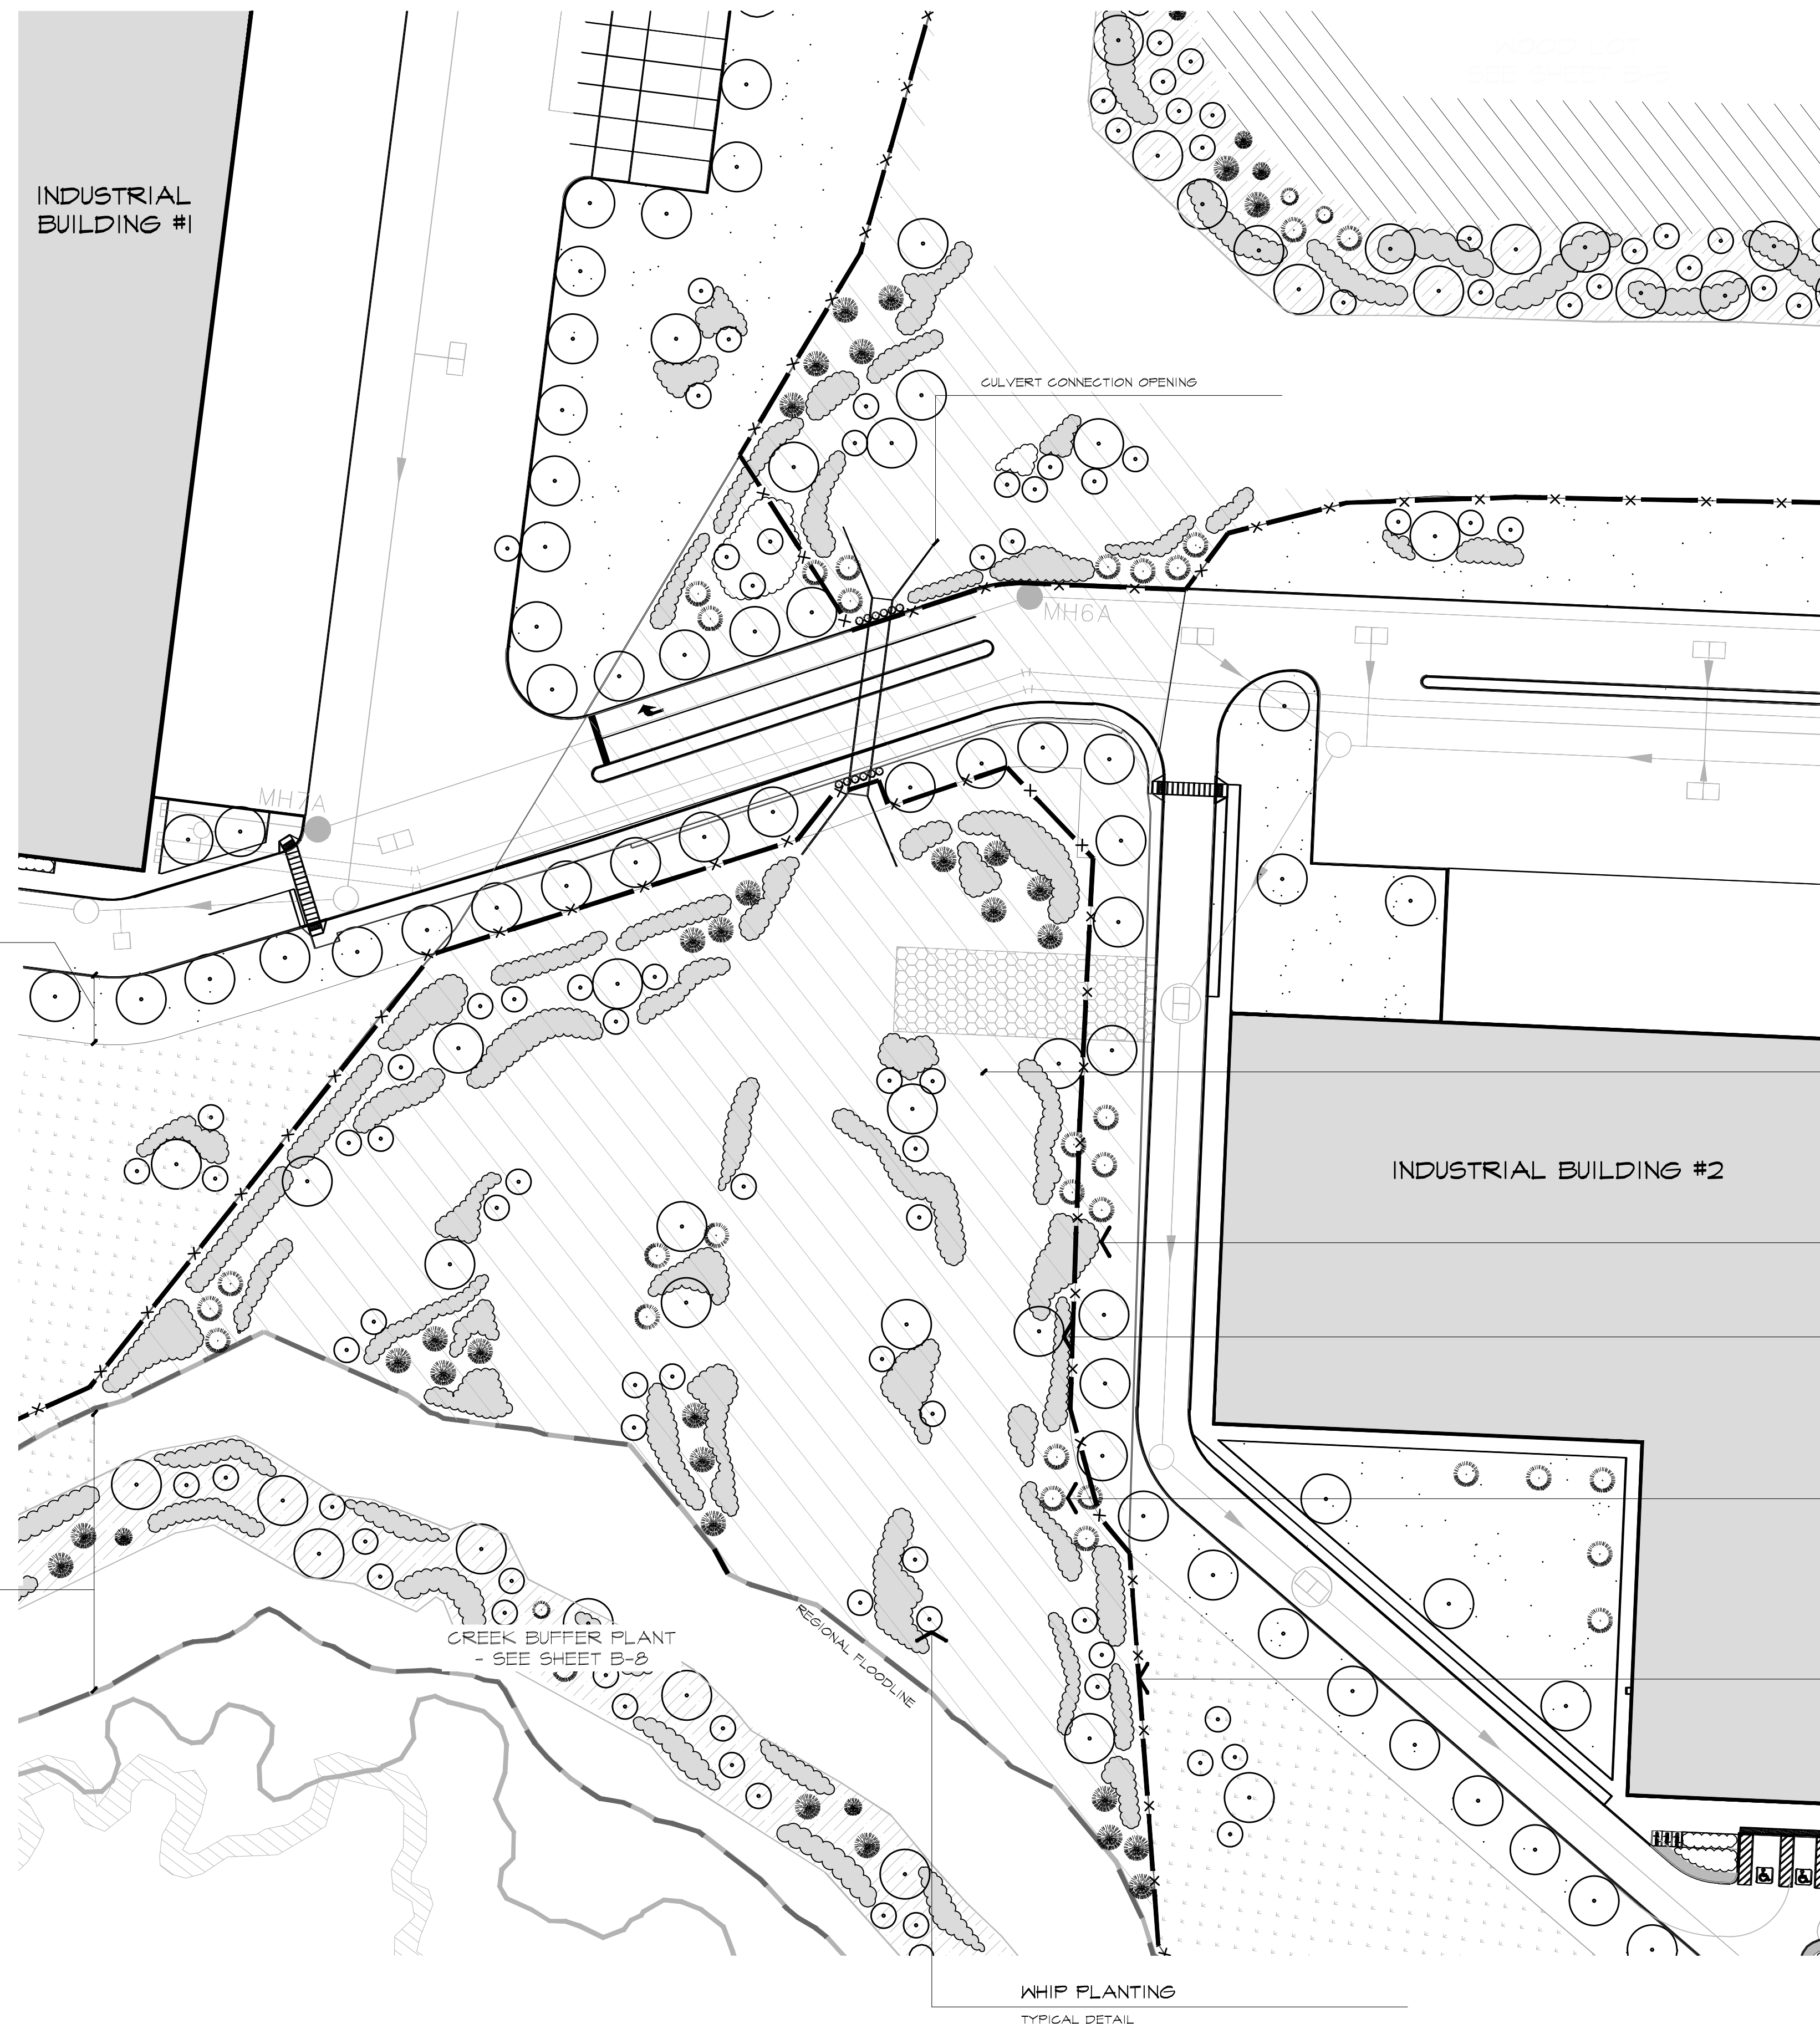 INDUSTRIAL
BUILDING #1
CULVERT CONNECTION OPENING
MH6A
MH7A
INDUSTRIAL BUILDING #2
CREEK BUFFER PLANT
- SEE SHEET B-8
REGIONAL FLOODLINE
WHIP PLANTING
TYPICAL DETAIL